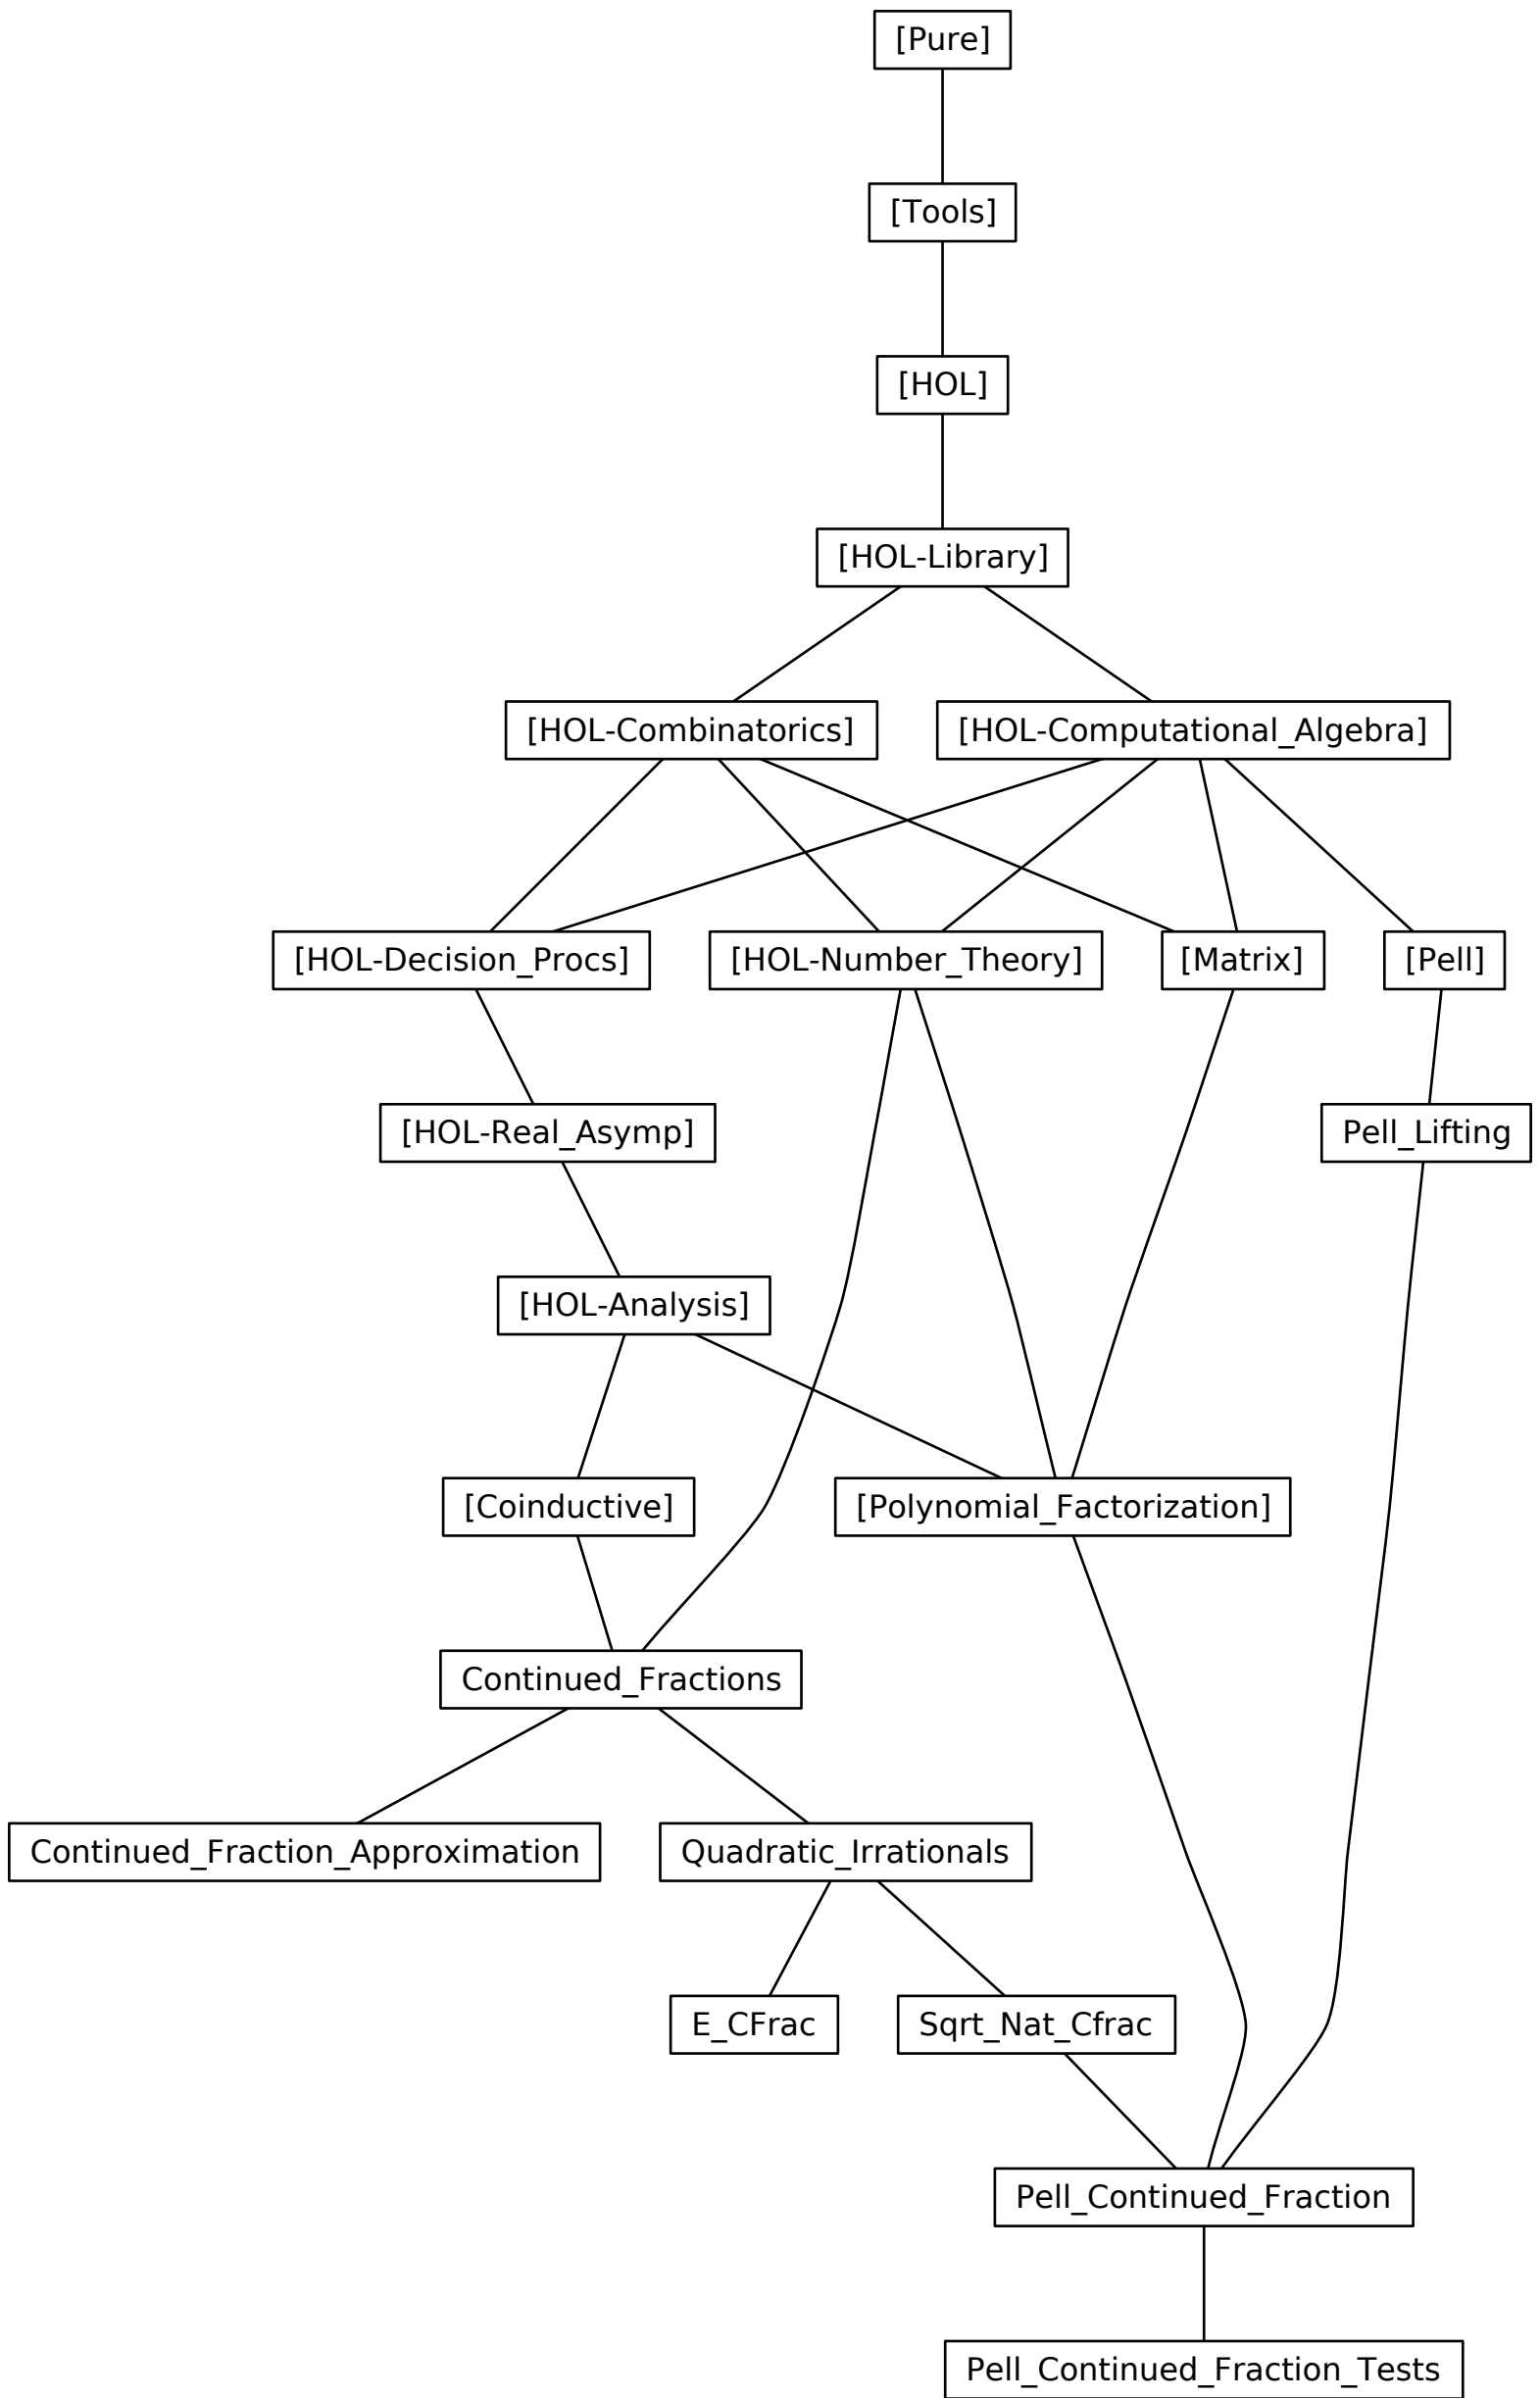 [Pure]
[Tools]
[HOL]
[HOL-Library]
[HOL-Combinatorics]
[HOL-Computational_Algebra]
[HOL-Decision_Procs]
[HOL-Number_Theory]
[Matrix]
[Pell]
[HOL-Real_Asymp]
Pell_Lifting
[HOL-Analysis]
[Coinductive]
[Polynomial_Factorization]
Continued_Fractions
Continued_Fraction_Approximation
Quadratic_Irrationals
E_CFrac
Sqrt_Nat_Cfrac
Pell_Continued_Fraction
Pell_Continued_Fraction_Tests